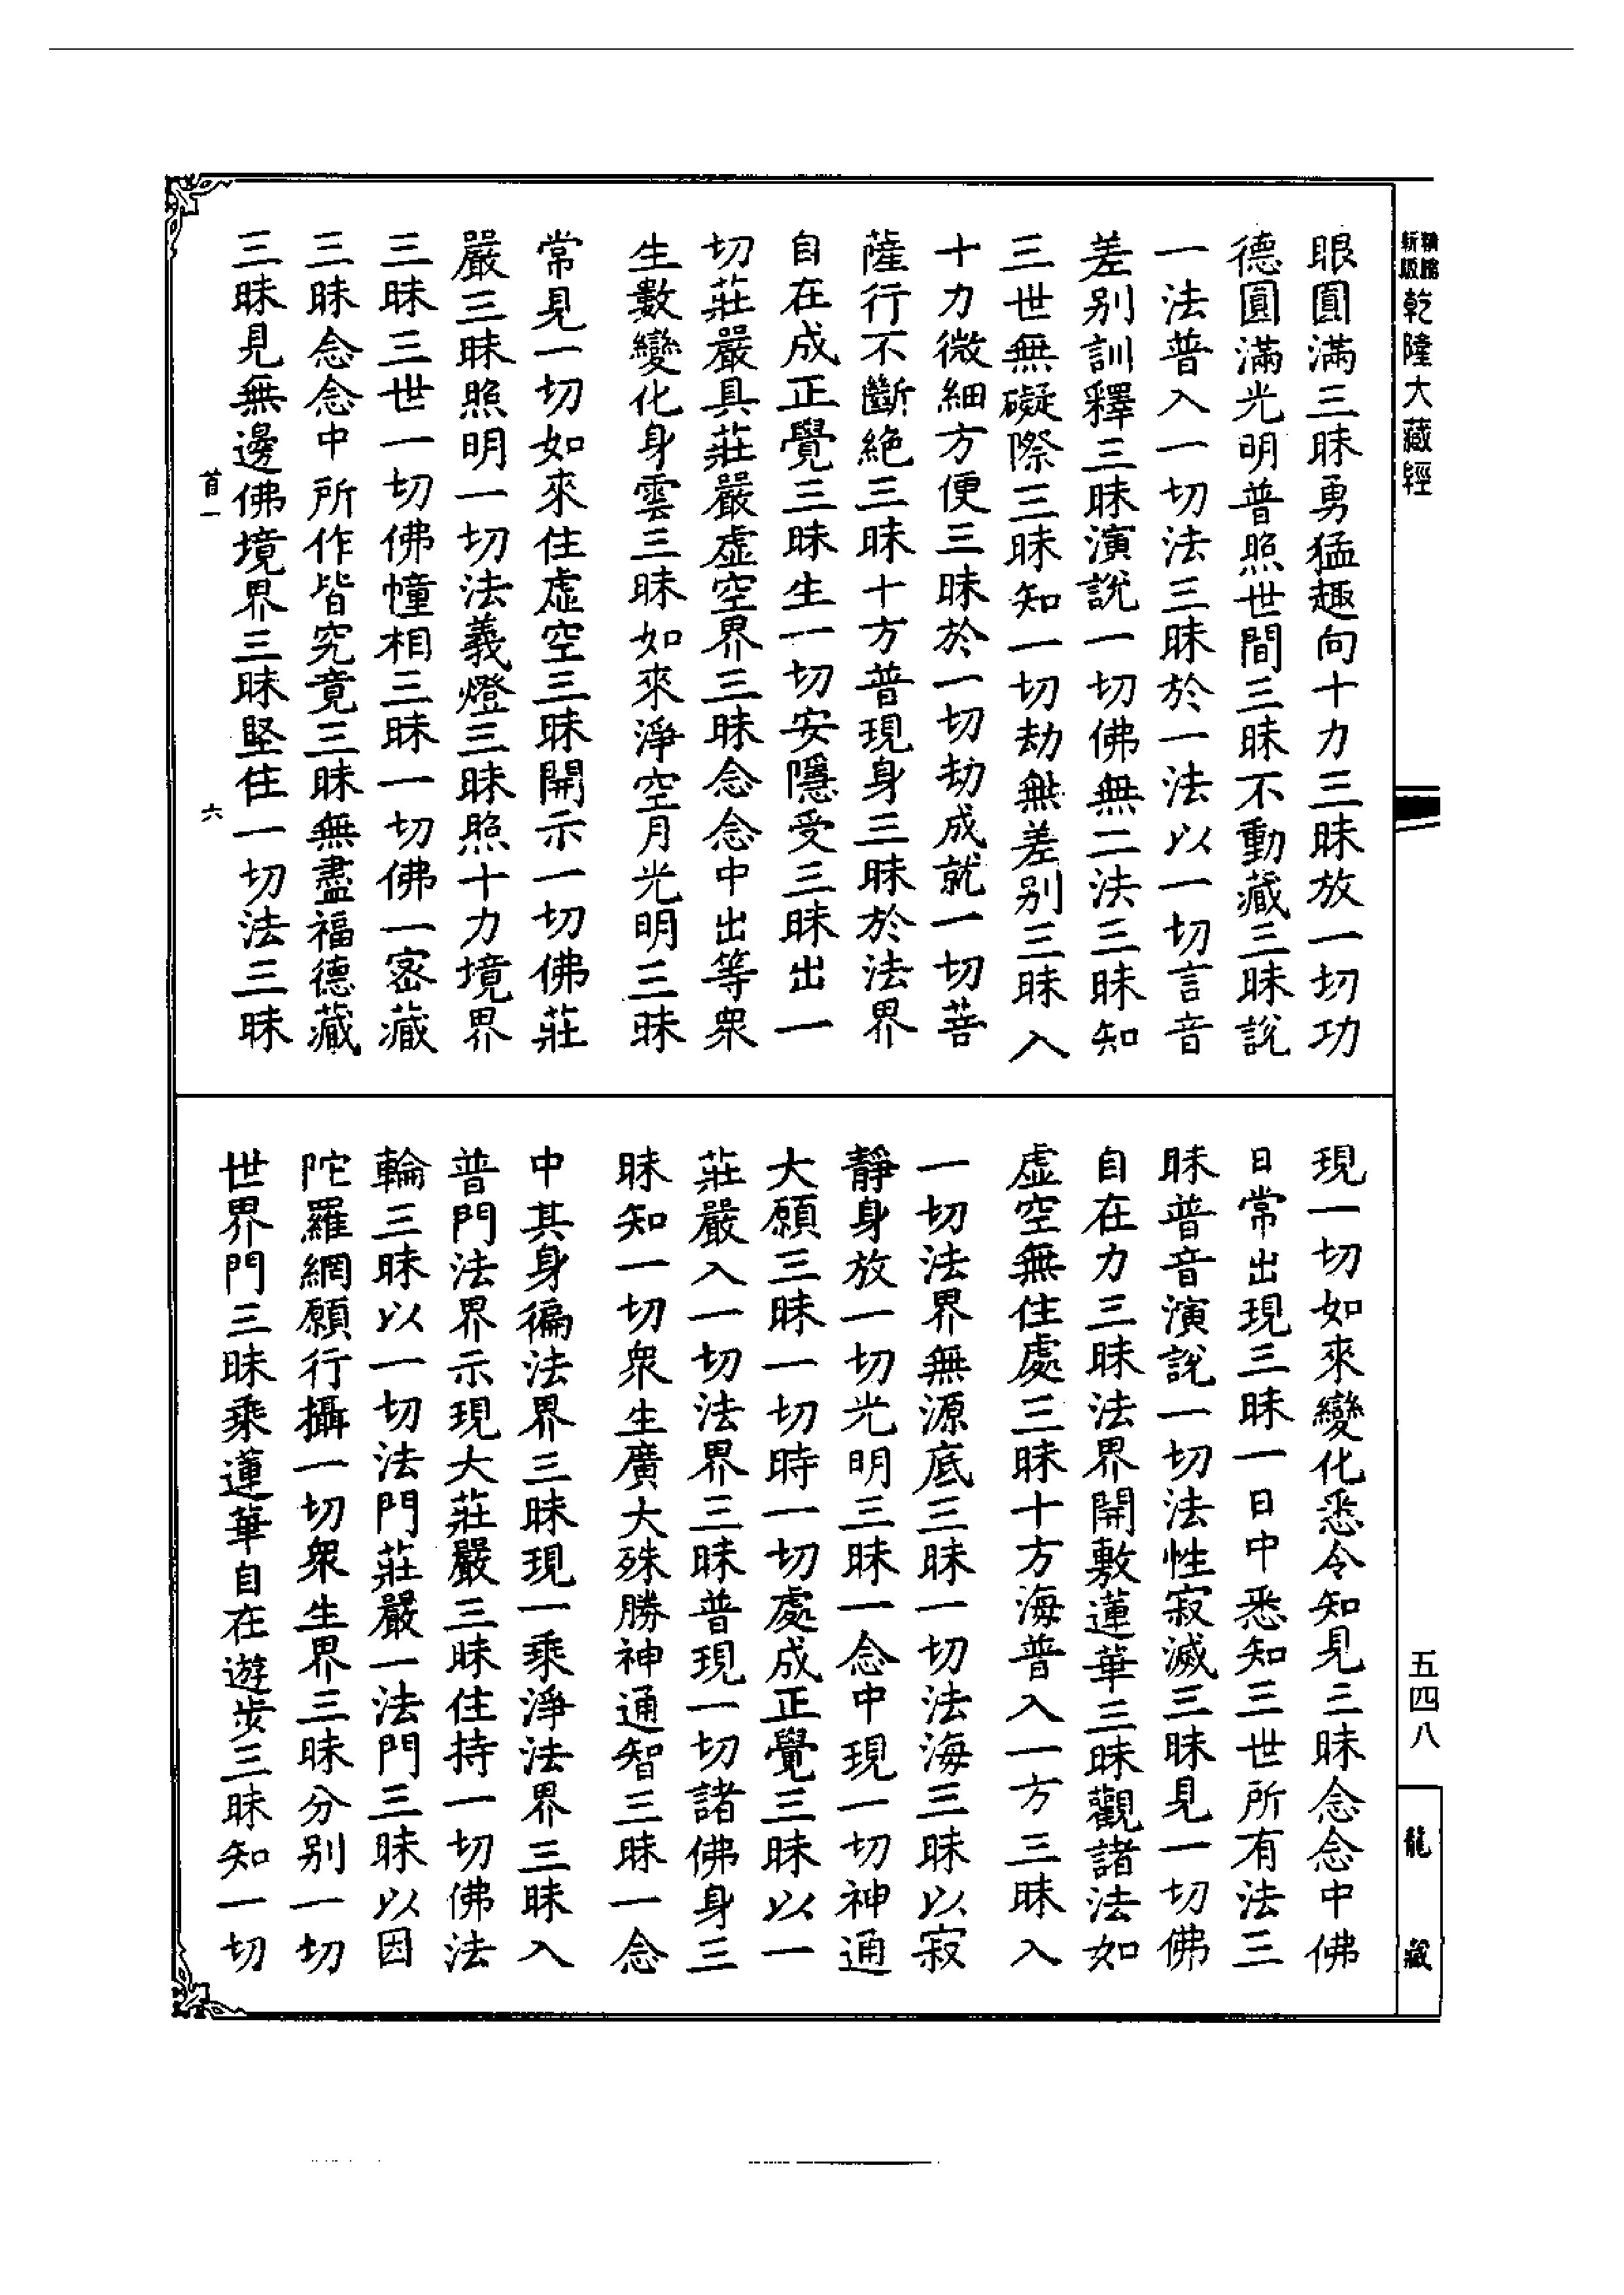 乾隆大藏經
眼圓滿三昧勇猛趣向十力三昧放一切功
德圓滿光明普照世間三昧不動藏三昧說
一法普入一切法三昧於一法以一切言音
差別訓釋三昧演說一切佛無二法三昧知
三世無礙際三昧知一切劫無差別三昧入
十力微細方便三昧於一切劫成就一切菩
薩行不斷絶三昧十方普現身三昧於法界
自在成正覺三昧生一切安隱受三昧出一
切莊嚴具莊嚴虛空界三昧念念中出等衆
生數變化身雲三昧如來淨空月光明三昧
常見一切如來住虛空三昧開示一切佛莊
嚴三昧照明一切法義燈三昧照十力境界
三昧三世一切佛幢相三昧一切佛一密藏
三昧念念中所作皆究竟三昧無盡福德藏
三昧見無邊佛境界三昧堅住一切法三昧
首一
六
現一切如來變化悉令知見三昧念念中佛
日常出現三昧一日中悉知三世所有法三
昧普音演說一切法性寂滅三昧見一切佛
自在力三昧法界開敷蓮華三昧觀諸法如
虛空無住處三昧十方海普入一方三昧入
一切法界無源底三昧一切法海三昧以寂
靜身放一切光明三昧一念中現一切神通
大願三昧一切時一切處成正覺三昧以一
莊嚴入一切法界三昧普現一切諸佛身三
昧知一切衆生廣大殊勝神通智三昧一念
中其身徧法界三昧現一乘淨法界三昧入
普門法界示現大莊嚴三昧住持一切佛法
輪三昧以一切法門莊嚴一法門三昧以因
陀羅網願行攝一切衆生界三昧分別一切
世界門三昧乘蓮華自在遊步三昧知一切
五四八
龍藏